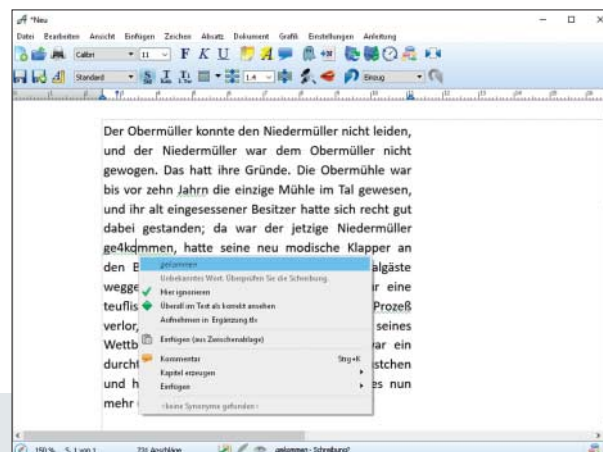 *Neu
Datei Bearbeiten Ansicht Einfügen Zeichen Absatz Dokument Grafik Einstellungen Anleitung
Calibri 11 F K U
Standard 1.4 Einzug
Der Obermüller konnte den Niedermüller nicht leiden,
und der Niedermüller war dem Obermüller nicht
gewogen. Das hatt ihre Gründe. Die Obermühle war
bis vor zehn Jahrn die einzige Mühle im Tal gewesen,
und ihr alt eingesessener Besitzer hatte sich recht gut
dabei gestanden; da war der jetzige Niedermüller
ge4kommen, hatte seine neu modische Klapper an
den B algäste
wegge r eine
teuflis Prozeß
verlor, seines
Wettb ar ein
durcht stchen
und h es nun
mehr
gekommen
Unbekanntes Wort. Überprüfen Sie die Schreibung.
Hier ignorieren
Überall im Text als korrekt ansehen
Aufnehmen in Ergänzung.tlx
Einfügen (aus Zwischenablage)
Kommentar Strg+K
Kapitel erzeugen
Einfügen
<keine Synonyme gefunden>
150 % S. 1 von 1 731 Anschläge gekommen - Schreibung?